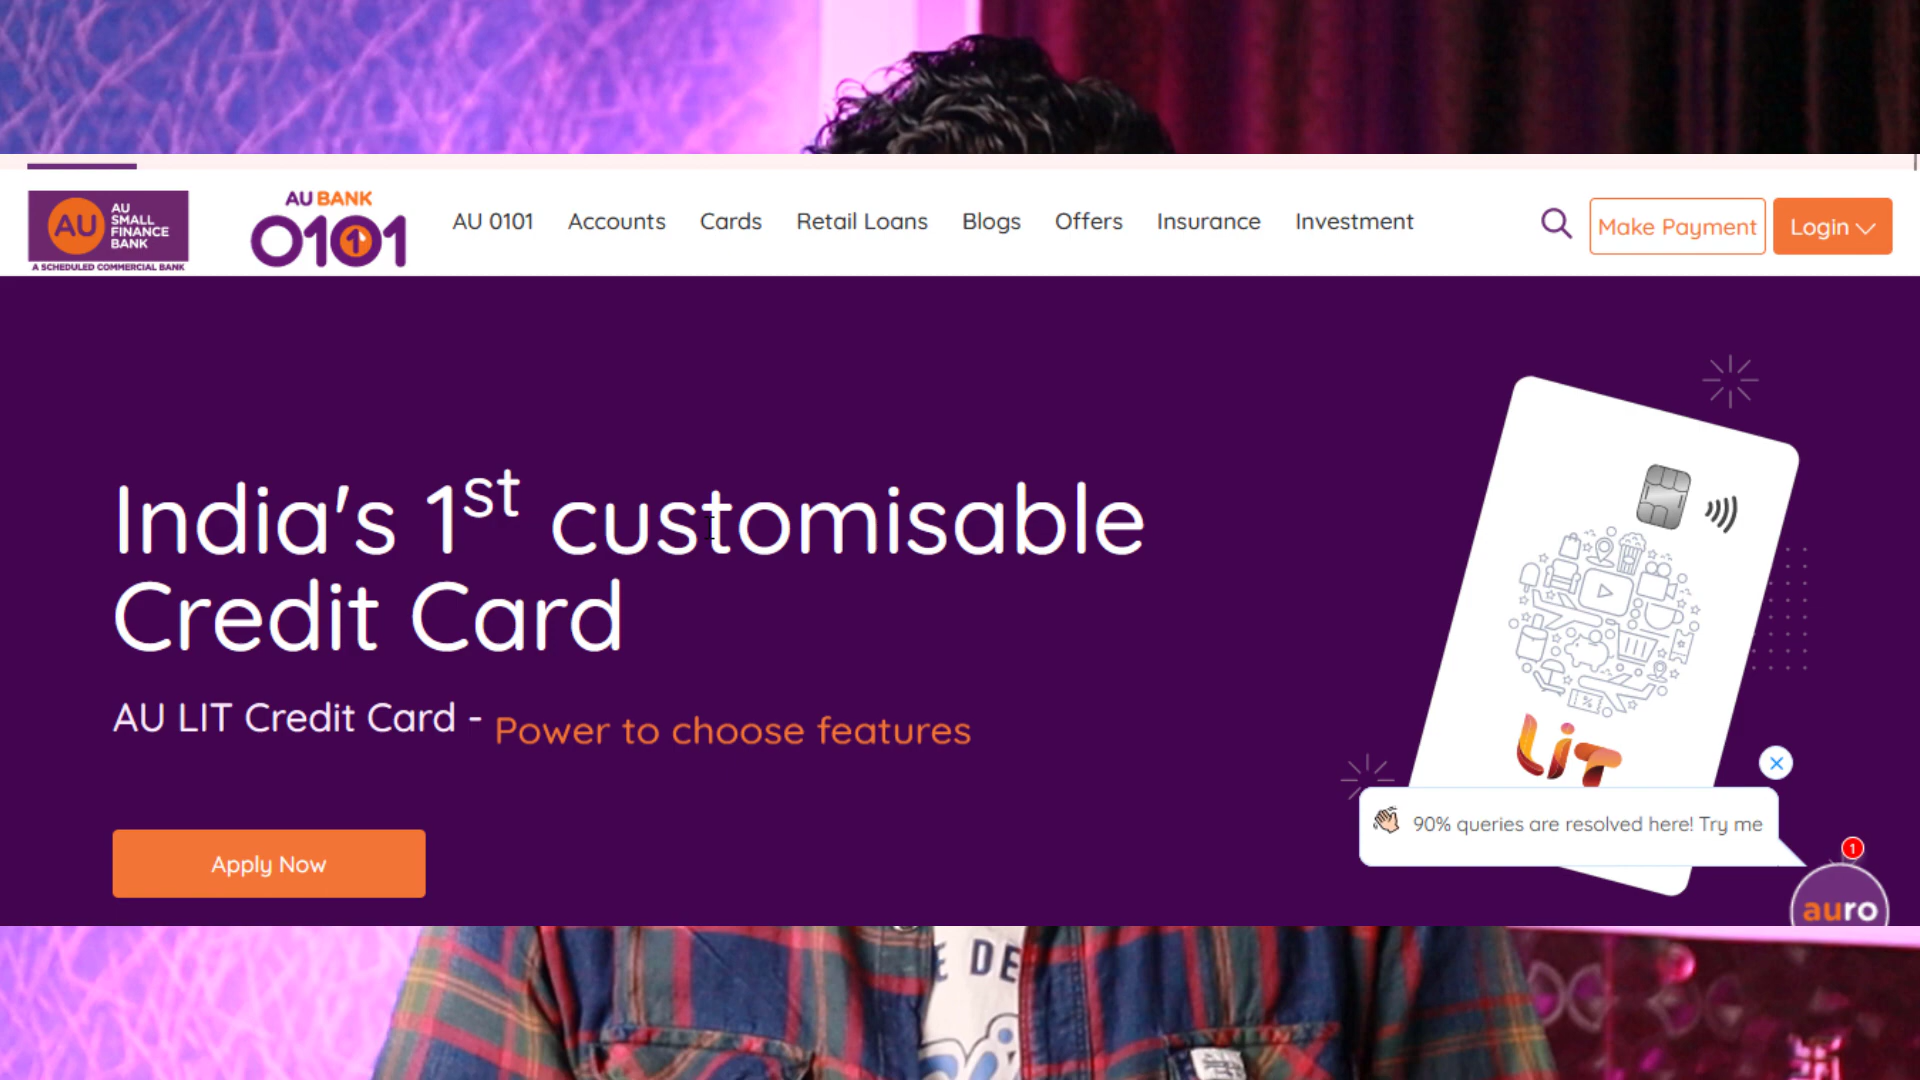 AU
AU
SMALL
FINANCE
BANK
A SCHEDULED COMMERCIAL BANK
AU BANK
0101
AU 0101
Accounts
Cards
Retail Loans
Blogs
Offers
Insurance
Investment
Make Payment
Login
India's 1st customisable
Credit Card
AU LIT Credit Card - Power to choose features
Apply Now
LIT
90% queries are resolved here! Try me
1
auro
E DE